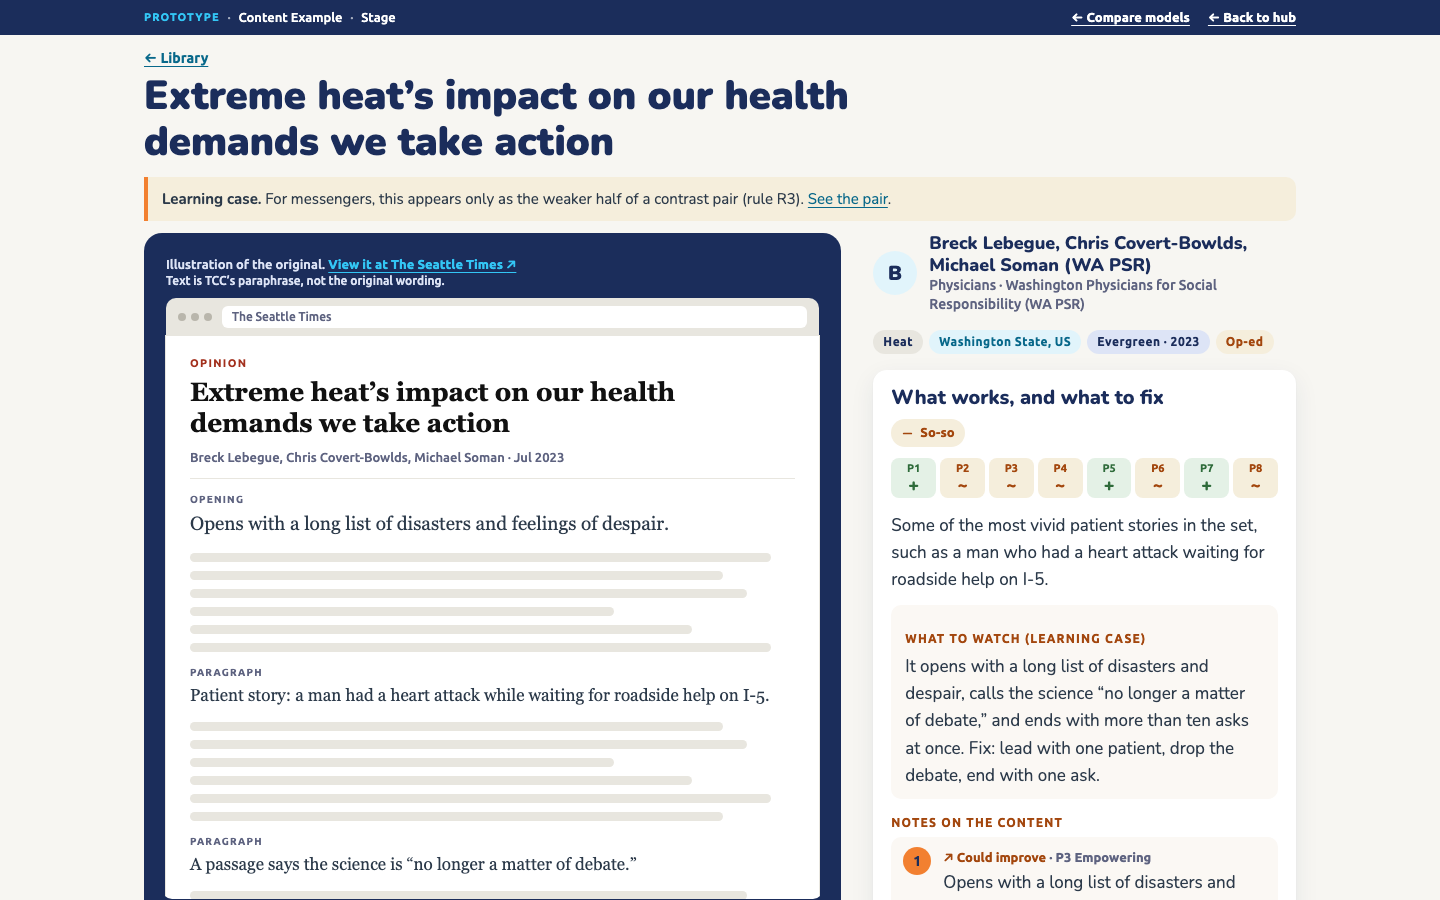 PROTOTYPE · Content Example · Stage
← Compare models ← Back to hub
← Library
Extreme heat’s impact on our health
demands we take action
Learning case. For messengers, this appears only as the weaker half of a contrast pair (rule R3). See the pair.
Illustration of the original. View it at The Seattle Times ↗
Text is TCC’s paraphrase, not the original wording.
The Seattle Times
OPINION
Extreme heat’s impact on our health
demands we take action
Breck Lebegue, Chris Covert-Bowlds, Michael Soman · Jul 2023
OPENING
Opens with a long list of disasters and feelings of despair.
PARAGRAPH
Patient story: a man had a heart attack while waiting for roadside help on I-5.
PARAGRAPH
A passage says the science is “no longer a matter of debate.”
B
Breck Lebegue, Chris Covert-Bowlds,
Michael Soman (WA PSR)
Physicians · Washington Physicians for Social
Responsibility (WA PSR)
Heat Washington State, US Evergreen · 2023 Op-ed
What works, and what to fix
– So-so
P1 P2 P3 P4 P5 P6 P7 P8
+ ~ ~ ~ + ~ + ~
Some of the most vivid patient stories in the set,
such as a man who had a heart attack waiting for
roadside help on I-5.
WHAT TO WATCH (LEARNING CASE)
It opens with a long list of disasters and
despair, calls the science “no longer a matter
of debate,” and ends with more than ten asks
at once. Fix: lead with one patient, drop the
debate, end with one ask.
NOTES ON THE CONTENT
1
↗ Could improve · P3 Empowering
Opens with a long list of disasters and